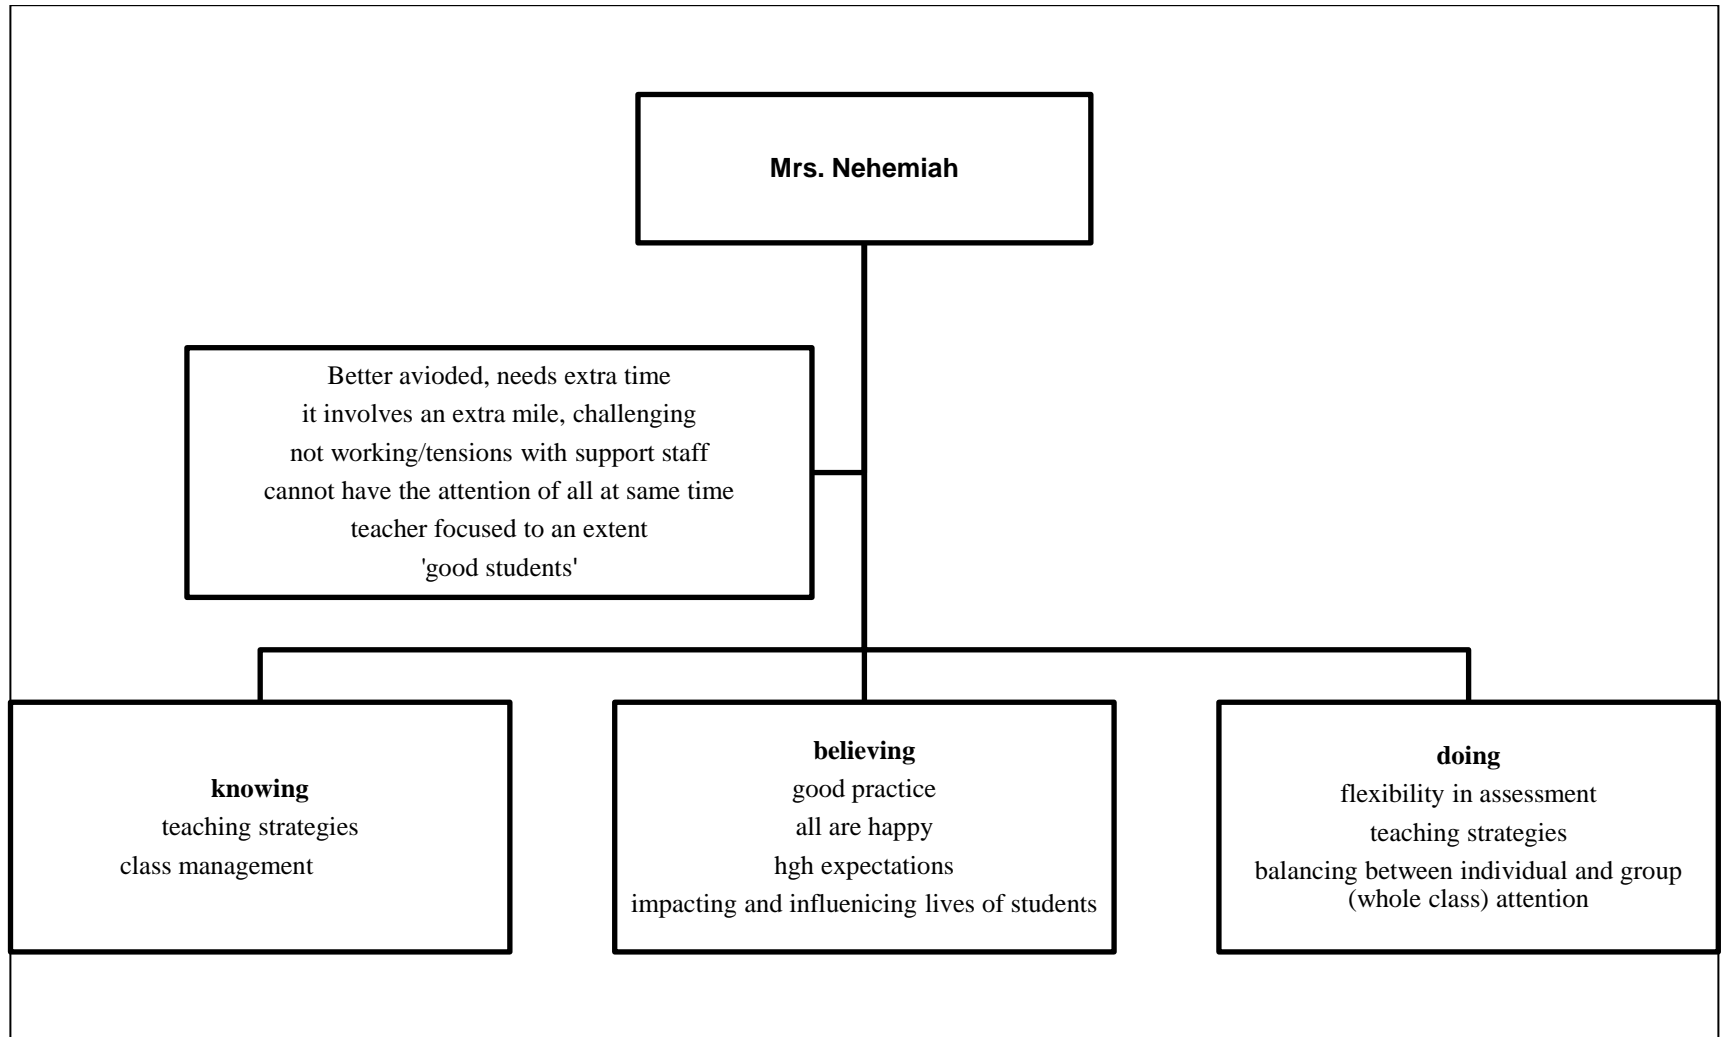 Mrs. Nehemiah
Better avioded, needs extra time
it involves an extra mile, challenging
not working/tensions with support staff
cannot have the attention of all at same time
teacher focused to an extent
'good students'
knowing
teaching strategies
class management
believing
good practice
all are happy
hgh expectations
impacting and influenicing lives of students
doing
flexibility in assessment
teaching strategies
balancing between individual and group
(whole class) attention